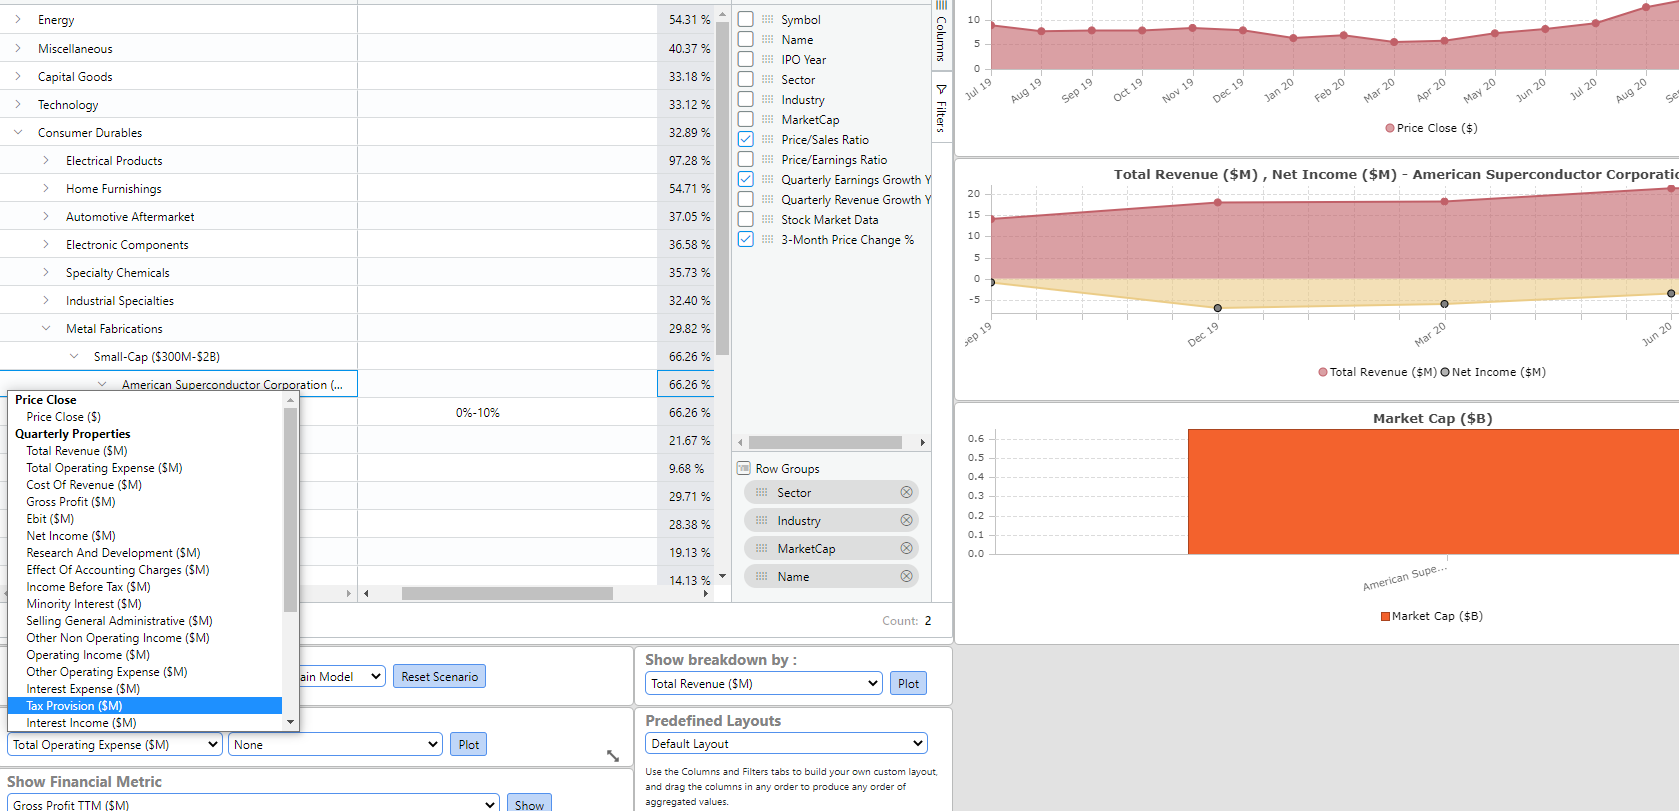 Energy 54.31 %
Miscellaneous 40.37 %
Capital Goods 33.18 %
Technology 33.12 %
Consumer Durables 32.89 %
Electrical Products 97.28 %
Home Furnishings 54.71 %
Automotive Aftermarket 37.05 %
Electronic Components 36.58 %
Specialty Chemicals 35.73 %
Industrial Specialties 32.40 %
Metal Fabrications 29.82 %
Small-Cap ($300M-$2B) 66.26 %
American Superconductor Corporation (... 66.26 %
0%-10% 66.26 %
21.67 %
9.68 %
29.71 %
28.38 %
19.13 %
14.13 %
Price Close
Price Close ($)
Quarterly Properties
Total Revenue ($M)
Total Operating Expense ($M)
Cost Of Revenue ($M)
Gross Profit ($M)
Ebit ($M)
Net Income ($M)
Research And Development ($M)
Effect Of Accounting Charges ($M)
Income Before Tax ($M)
Minority Interest ($M)
Selling General Administrative ($M)
Other Non Operating Income ($M)
Operating Income ($M)
Other Operating Expense ($M)
Interest Expense ($M)
Tax Provision ($M)
Interest Income ($M)
Symbol
Name
IPO Year
Sector
Industry
MarketCap
Price/Sales Ratio
Price/Earnings Ratio
Quarterly Earnings Growth Y
Quarterly Revenue Growth Y
Stock Market Data
3-Month Price Change %
Columns
Filters
Row Groups
Sector
Industry
MarketCap
Name
Count: 2
ain Model
Reset Scenario
Total Operating Expense ($M)
None
Plot
Show Financial Metric
Gross Profit TTM ($M)
Show
Show breakdown by :
Total Revenue ($M)
Plot
Predefined Layouts
Default Layout
Use the Columns and Filters tabs to build your own custom layout,
and drag the columns in any order to produce any order of
aggregated values.
10
5
0
Jul 19 Aug 19 Sep 19 Oct 19 Nov 19 Dec 19 Jan 20 Feb 20 Mar 20 Apr 20 May 20 Jun 20 Jul 20 Aug 20 Se
Price Close ($)
Total Revenue ($M) , Net Income ($M) - American Superconductor Corporatio
20
15
10
5
0
-5
ep 19 Dec 19 Mar 20 Jun 20
Total Revenue ($M) Net Income ($M)
Market Cap ($B)
0.6
0.5
0.4
0.3
0.2
0.1
0.0
American Supe...
Market Cap ($B)